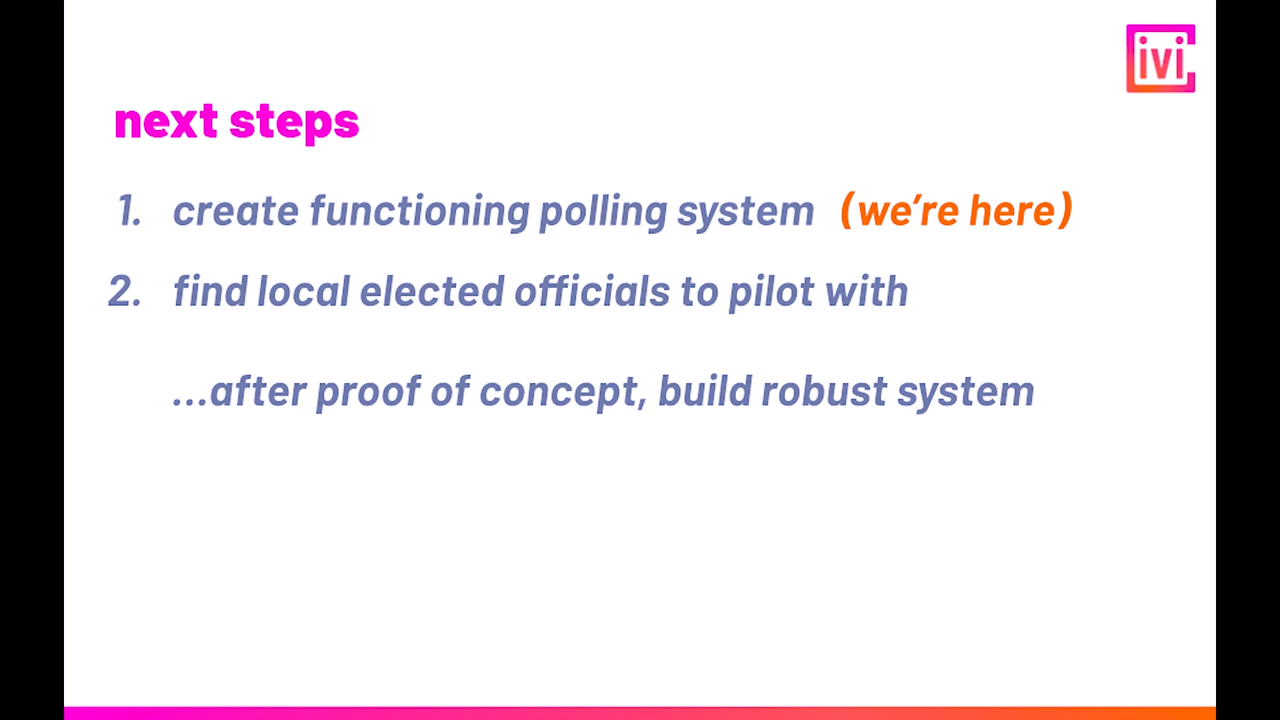 ivi
next steps
1. create functioning polling system (we're here)
2. find local elected officials to pilot with
...after proof of concept, build robust system